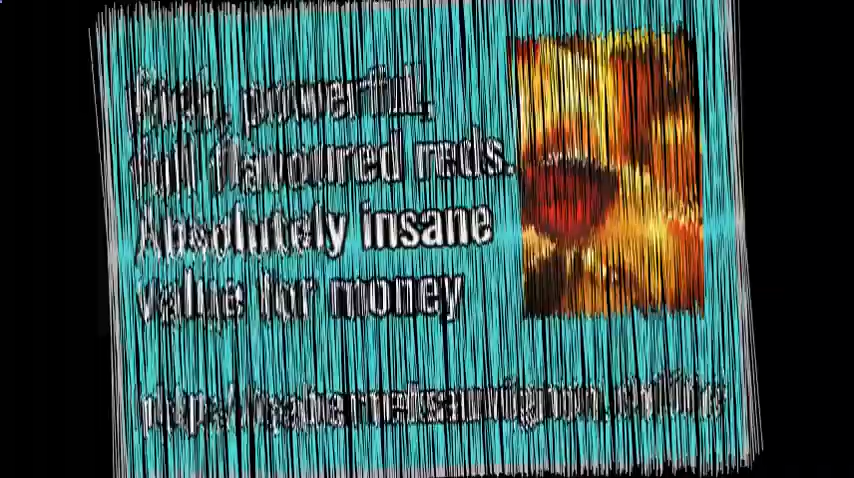 Rich, powerful,
full flavoured reds.
Absolutely insane
value for money